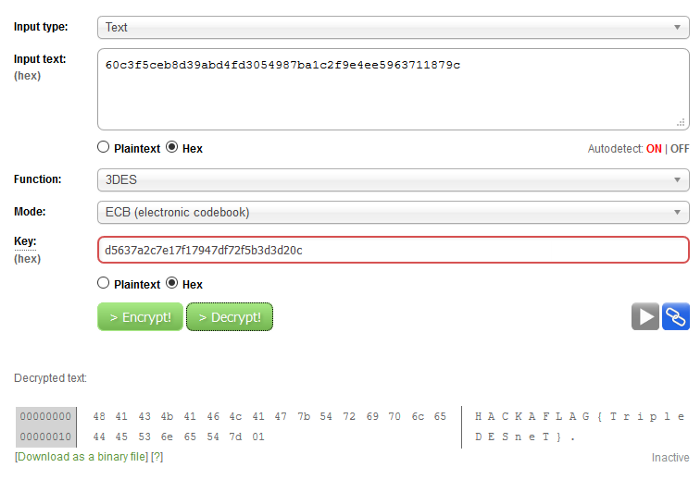 Input type: Text
Input text: 60c3f5ceb8d39abd4fd3054987ba1c2f9e4ee5963711879c
(hex)
Plaintext Hex Autodetect: ON | OFF
Function: 3DES
Mode: ECB (electronic codebook)
Key: d5637a2c7e17f17947df72f5b3d3d20c
(hex)
Plaintext Hex
> Encrypt! > Decrypt!
Decrypted text:
00000000 48 41 43 4b 41 46 4c 41 47 7b 54 72 69 70 6c 65 H A C K A F L A G { T r i p l e
00000010 44 45 53 6e 65 54 7d 01 D E S n e T } .
[Download as a binary file] [?] Inactive